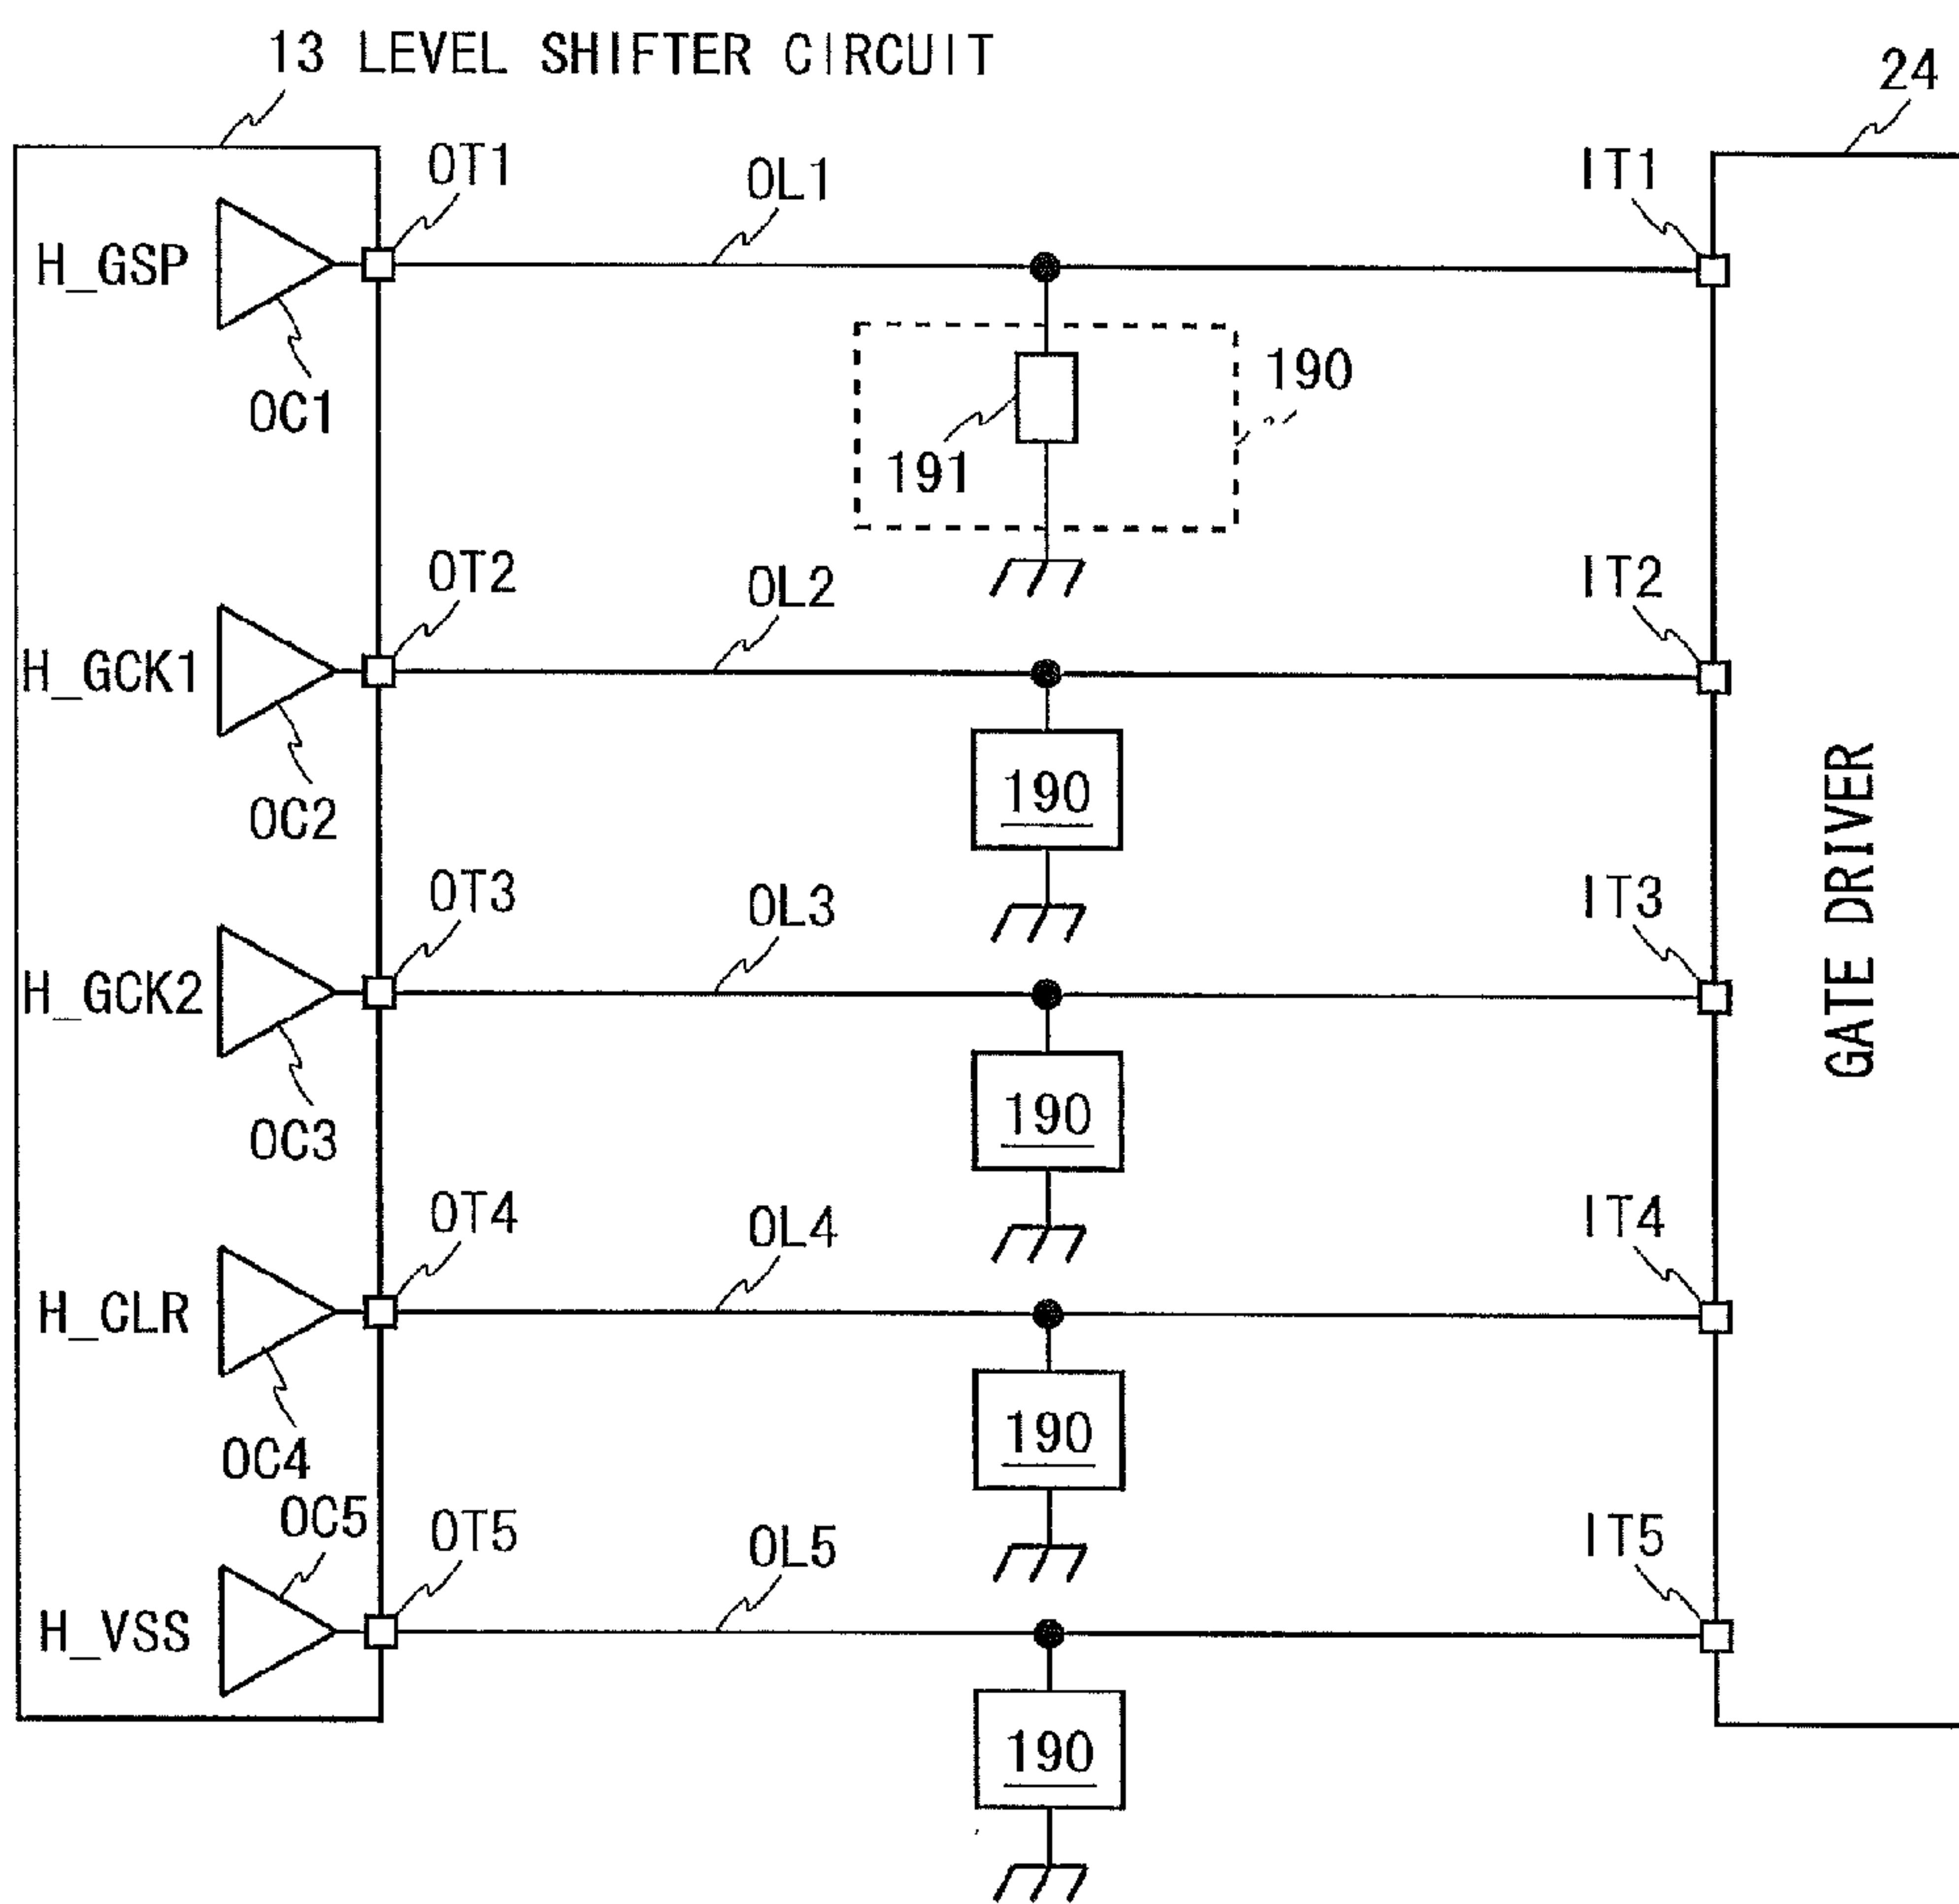 13 LEVEL SHIFTER CIRCUIT
24
OT1
OL1
IT1
H_GSP
OC1
190
191
OT2
OL2
IT2
H_GCK1
OC2
190
GATE DRIVER
OT3
OL3
IT3
H_GCK2
OC3
190
OT4
OL4
IT4
H_CLR
OC4
190
OC5
OT5
OL5
IT5
H_VSS
190